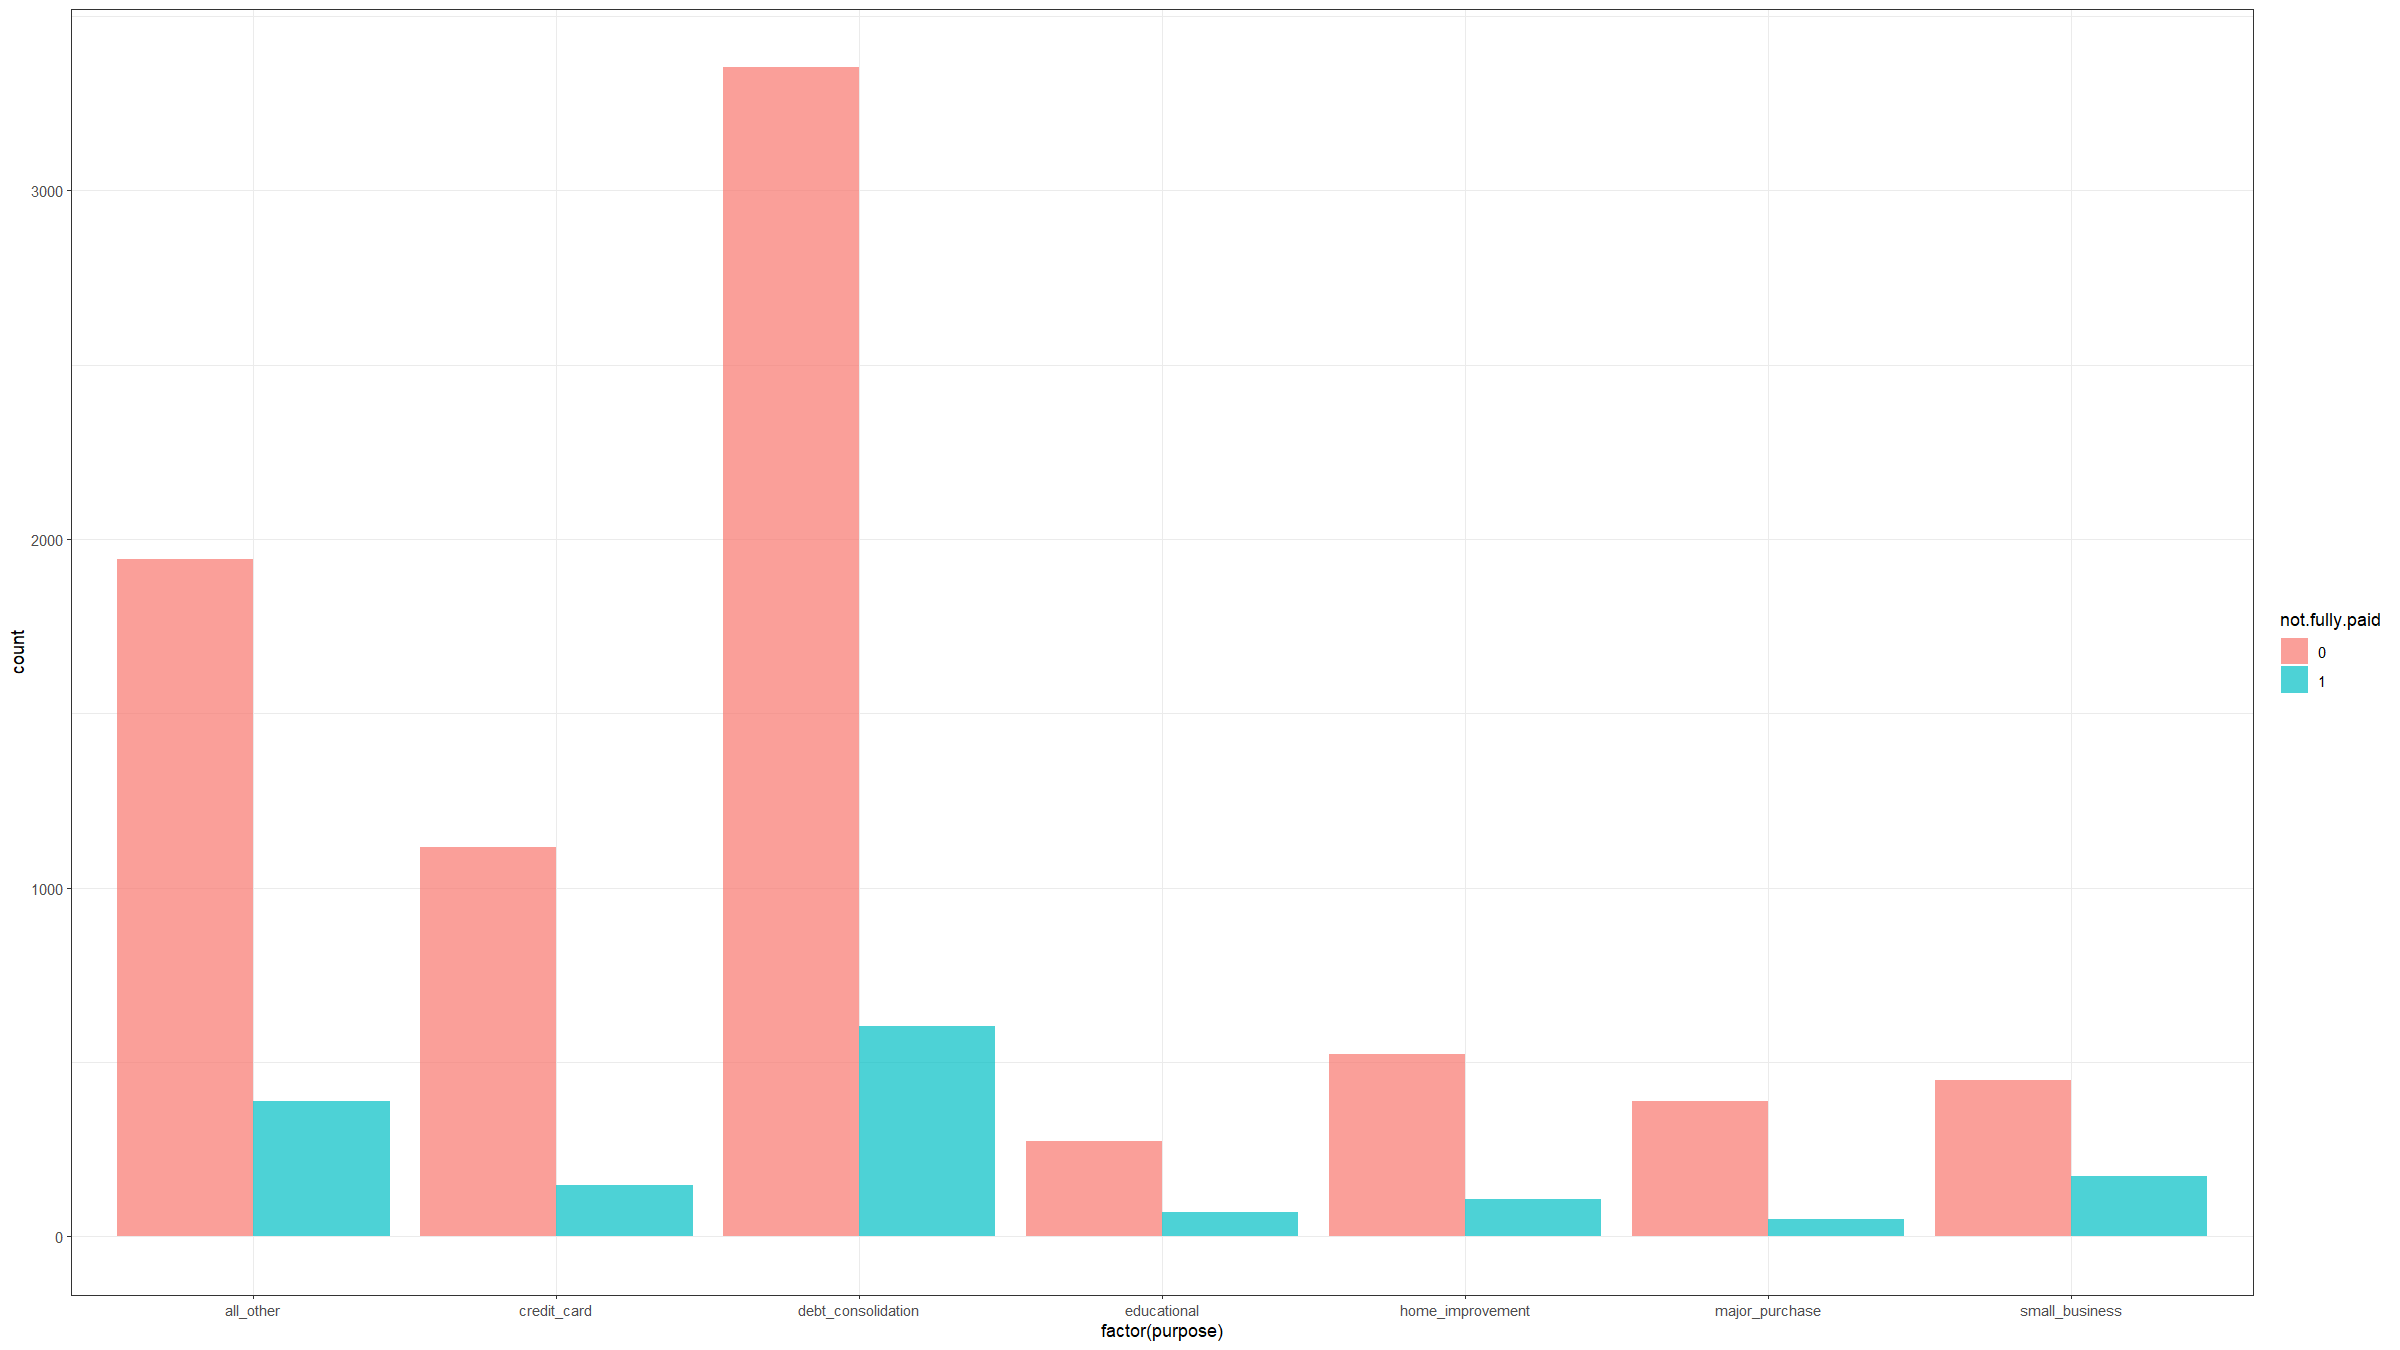 count
3000
2000
1000
0
all_other
credit_card
debt_consolidation
educational
home_improvement
major_purchase
small_business
factor(purpose)
not.fully.paid
0
1